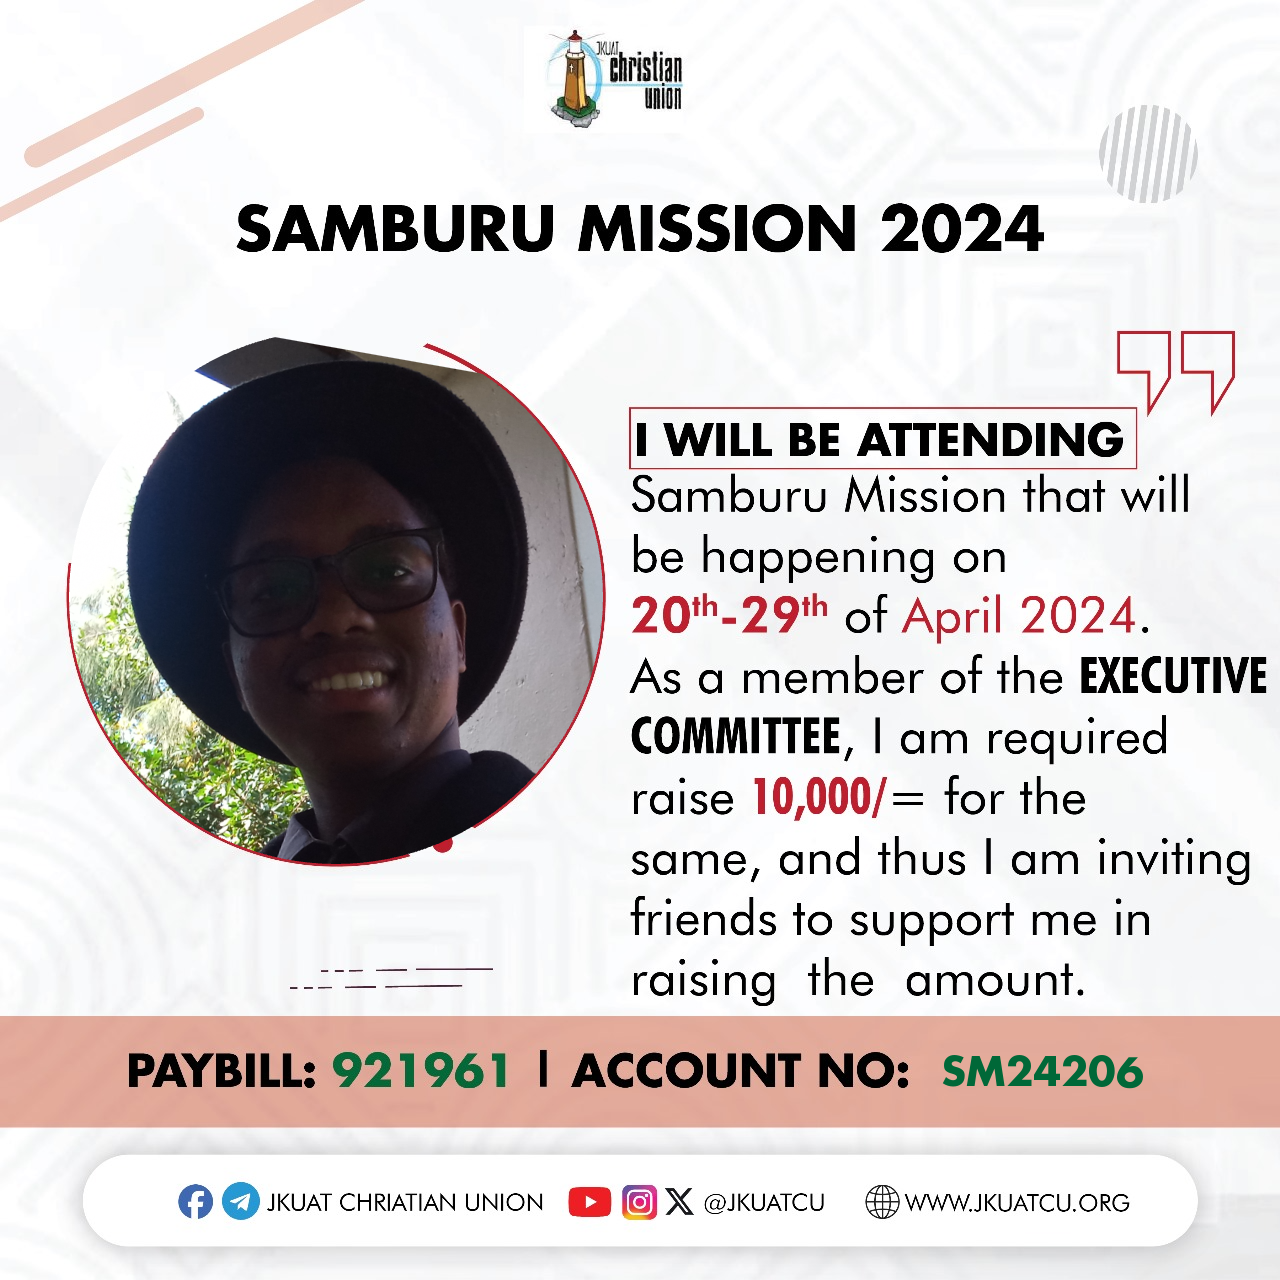 JKUAT
christian
union
SAMBURU MISSION 2024
I WILL BE ATTENDING
Samburu Mission that will
be happening on
20th-29th of April 2024.
As a member of the EXECUTIVE
COMMITTEE, I am required
raise 10,000/= for the
same, and thus I am inviting
friends to support me in
raising the amount.
PAYBILL: 921961 | ACCOUNT NO: SM24206
JKUAT CHRIATIAN UNION @JKUATCU WWW.JKUATCU.ORG